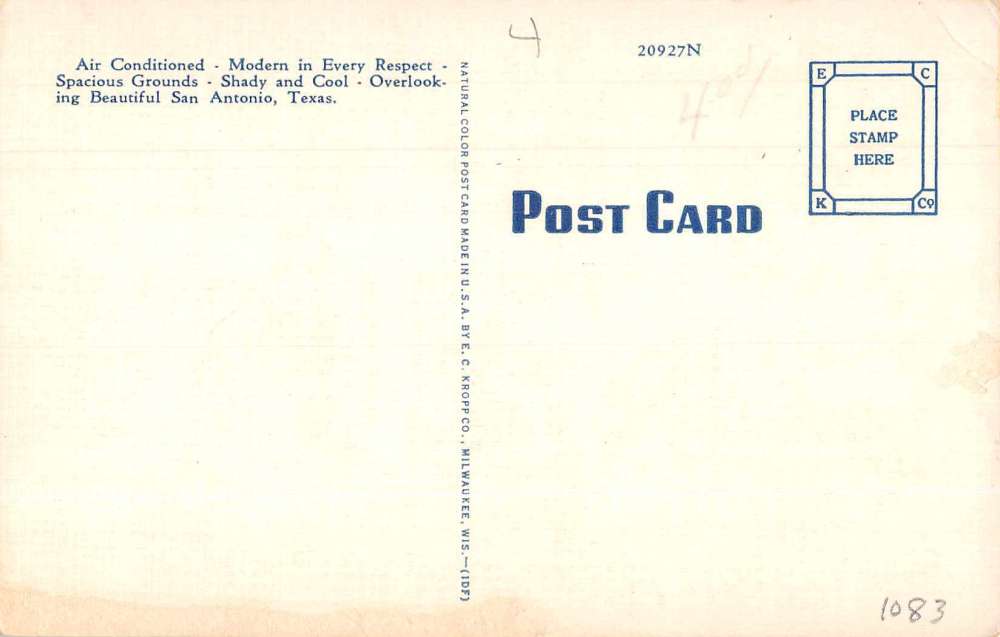 4
20927N
Air Conditioned - Modern in Every Respect -
Spacious Grounds - Shady and Cool - Overlook-
ing Beautiful San Antonio, Texas.
NATURAL COLOR POST CARD MADE IN U.S.A. BY E. C. KROPP CO., MILWAUKEE, WIS.—(IDF)
E C
PLACE
STAMP
HERE
K Co
POST CARD
1083